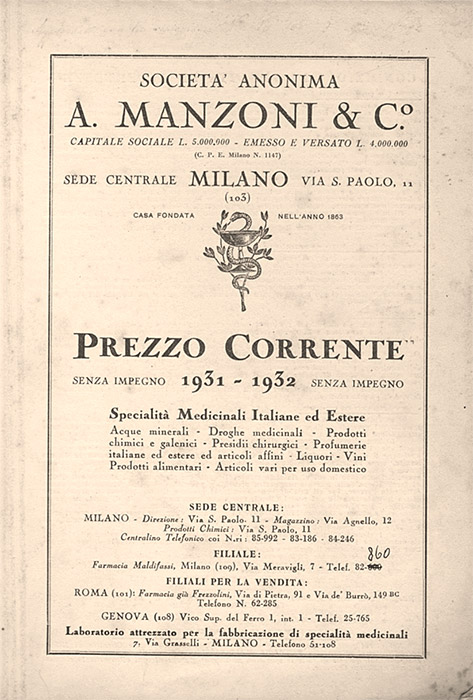 SOCIETA' ANONIMA
A. MANZONI & C.o
CAPITALE SOCIALE L. 5.000.000 - EMESSO E VERSATO L. 4.000.000
(C. P. E. Milano N. 1147)
SEDE CENTRALE MILANO VIA S. PAOLO, 11
(103)
CASA FONDATA NELL'ANNO 1863
PREZZO CORRENTE
SENZA IMPEGNO 1931 - 1932 SENZA IMPEGNO
Specialità Medicinali Italiane ed Estere
Acque minerali - Droghe medicinali - Prodotti
chimici e galenici - Presidii chirurgici - Profumerie
italiane ed estere ed articoli affini - Liquori - Vini
Prodotti alimentari - Articoli vari per uso domestico
SEDE CENTRALE:
MILANO - Direzione: Via S. Paolo. 11 - Magazzino: Via Agnello, 12
Prodotti Chimici: Via S. Paolo, 11
Centralino Telefonico coi N.ri: 85-992 - 83-186 - 84-246
FILIALE:
860
Farmacia Maldifassi, Milano (109), Via Meravigli, 7 - Telef. 82-
FILIALI PER LA VENDITA:
ROMA (101): Farmacia già Frezzolini, Via di Pietra, 91 e Via de' Burrò, 149 BC
Telefono N. 62-285
GENOVA (108) Vico Sup. del Ferro 1, int. 1 - Telef. 25-765
Laboratorio attrezzato per la fabbricazione di specialità medicinali
7, Via Grasselli - MILANO - Telefono 51-108